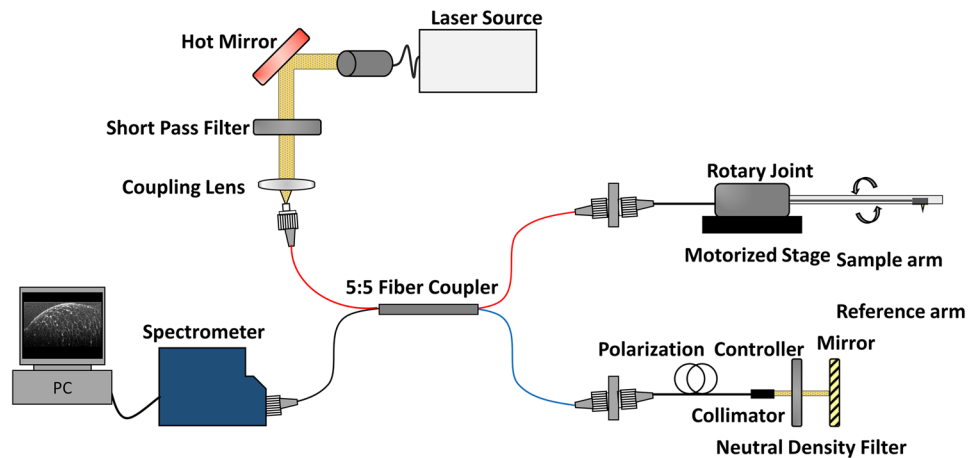 Laser Source
Hot Mirror
Short Pass Filter
Coupling Lens
Rotary Joint
Motorized Stage
Sample arm
5:5 Fiber Coupler
Reference arm
Spectrometer
Polarization Controller
Mirror
PC
Collimator
Neutral Density Filter